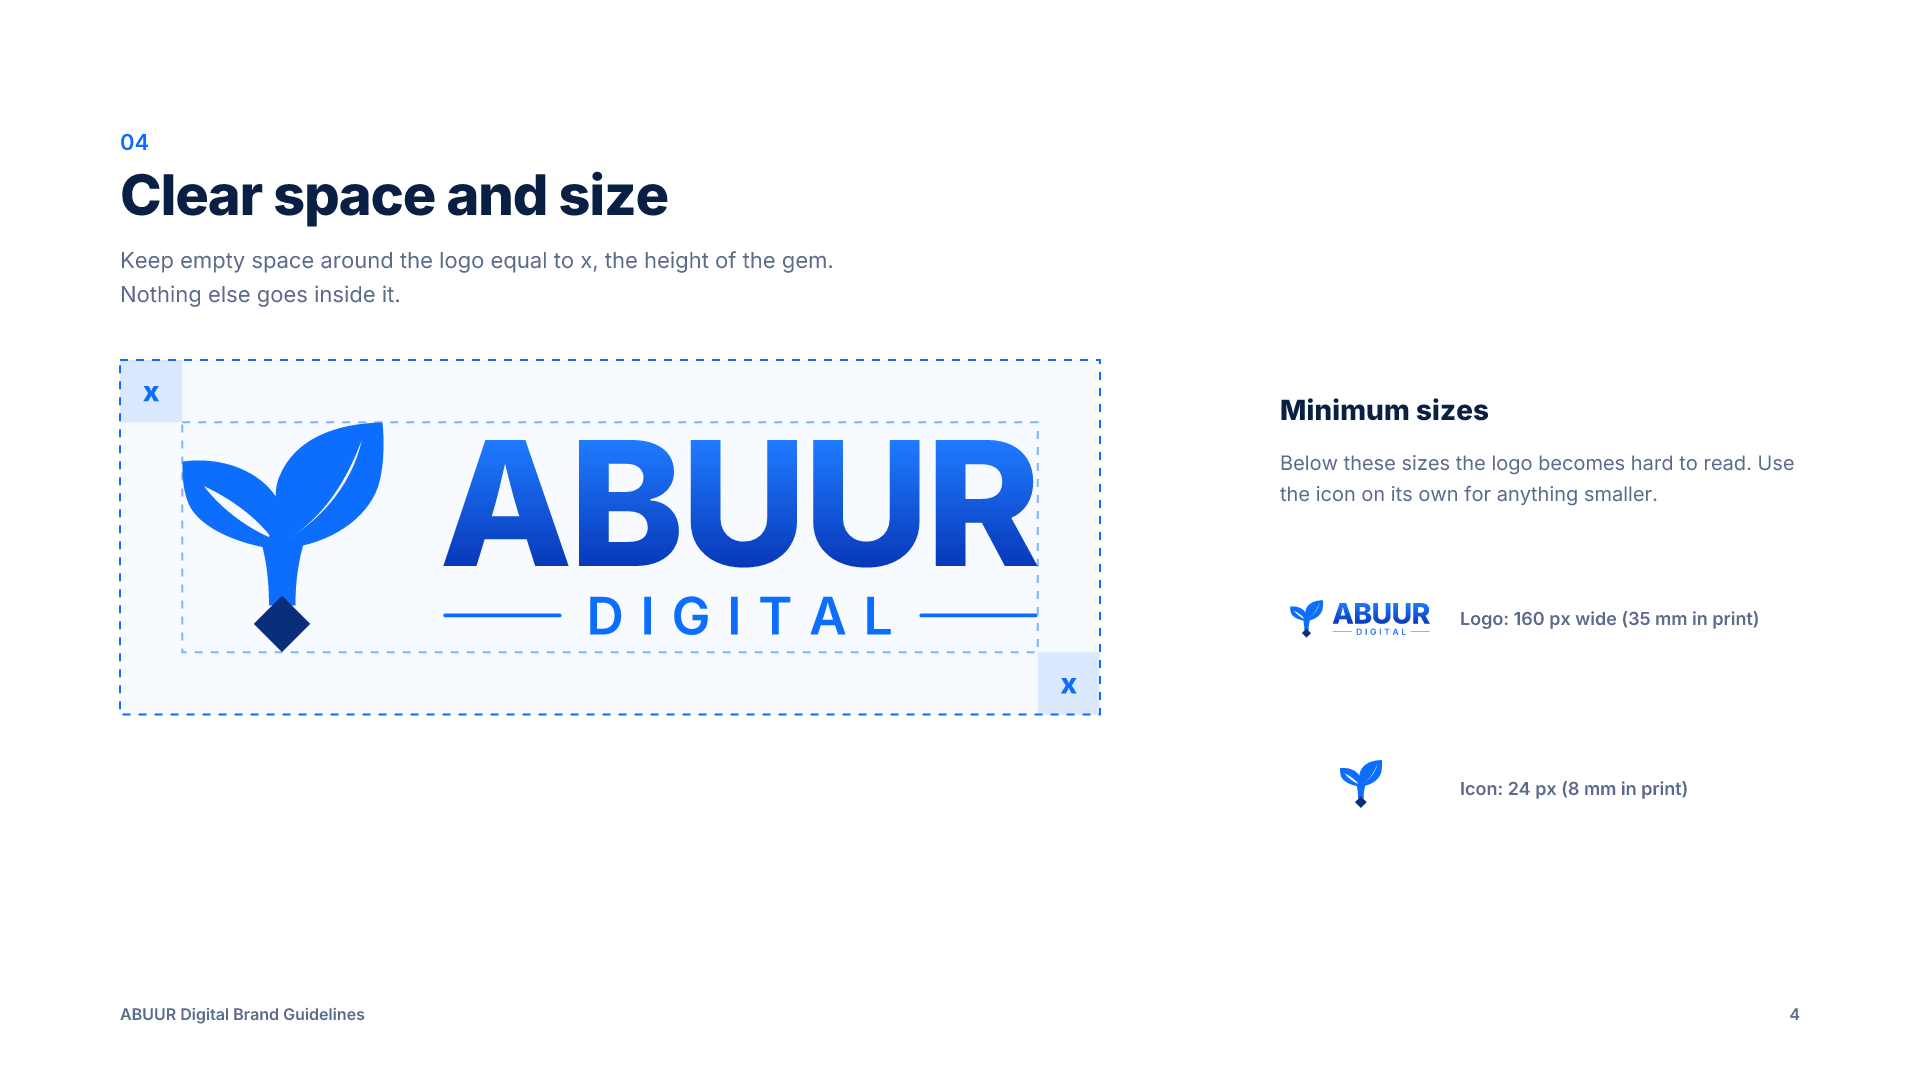 04
Clear space and size
Keep empty space around the logo equal to x, the height of the gem.
Nothing else goes inside it.
x
ABUUR
DIGITAL
x
Minimum sizes
Below these sizes the logo becomes hard to read. Use
the icon on its own for anything smaller.
ABUUR
DIGITAL
Logo: 160 px wide (35 mm in print)
Icon: 24 px (8 mm in print)
ABUUR Digital Brand Guidelines
4